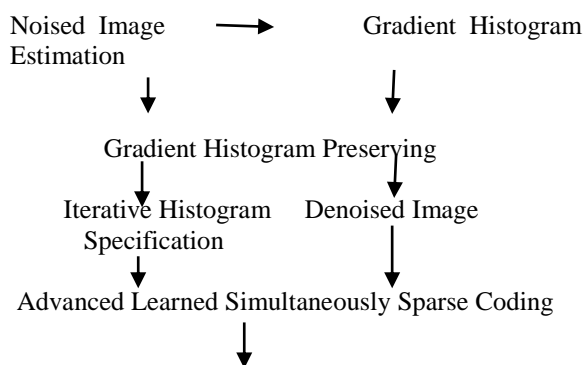 Noised Image
Gradient Histogram
Estimation
Gradient Histogram Preserving
Iterative Histogram
Denoised Image
Specification
Advanced Learned Simultaneously Sparse Coding